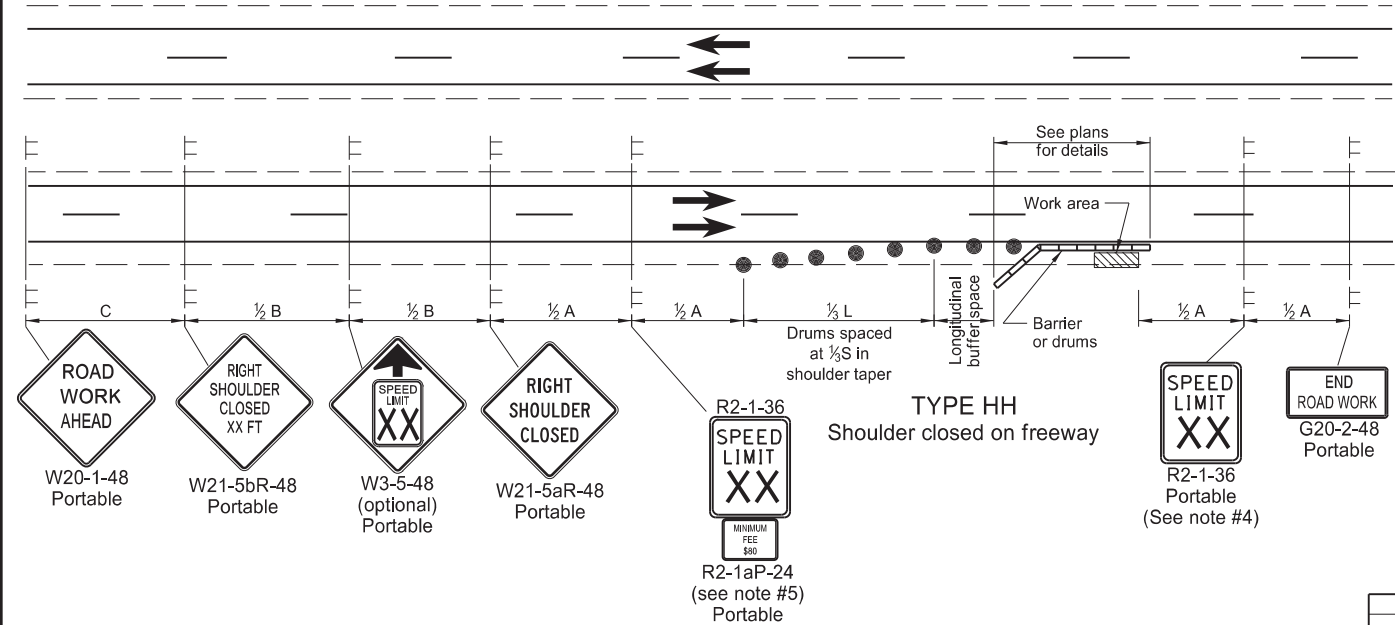 See plans
for details
Work area
C
½ B
½ B
½ A
½ A
⅓ L
Drums spaced
at ⅓S in
shoulder taper
Longitudinal
buffer space
Barrier
or drums
½ A
½ A
ROAD
WORK
AHEAD
W20-1-48
Portable
RIGHT
SHOULDER
CLOSED
XX FT
W21-5bR-48
Portable
SPEED
LIMIT
XX
W3-5-48
(optional)
Portable
RIGHT
SHOULDER
CLOSED
W21-5aR-48
Portable
R2-1-36
SPEED
LIMIT
XX
MINIMUM
FEE
$80
R2-1aP-24
(see note #5)
Portable
TYPE HH
Shoulder closed on freeway
SPEED
LIMIT
XX
R2-1-36
Portable
(See note #4)
END
ROAD WORK
G20-2-48
Portable